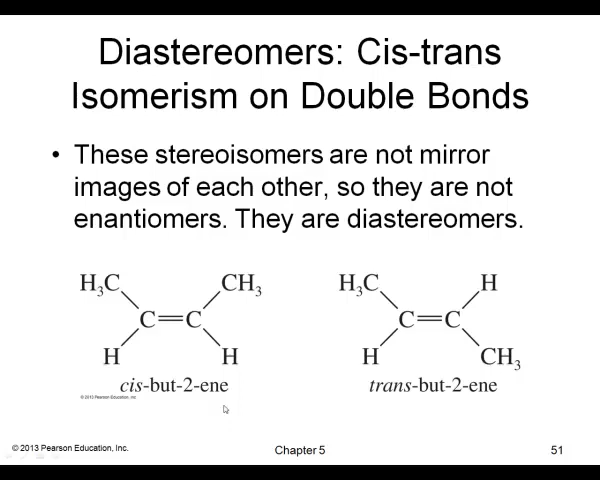 Diastereomers: Cis-trans
Isomerism on Double Bonds
• These stereoisomers are not mirror
images of each other, so they are not
enantiomers. They are diastereomers.
H₃C CH₃ H₃C H
C=C C=C
H H H CH₃
cis-but-2-ene trans-but-2-ene
© 2013 Pearson Education, Inc.
© 2013 Pearson Education, Inc. Chapter 5 51